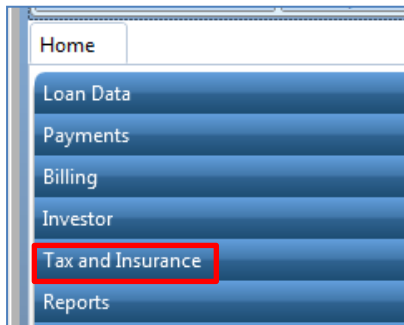 Home
Loan Data
Payments
Billing
Investor
Tax and Insurance
Reports